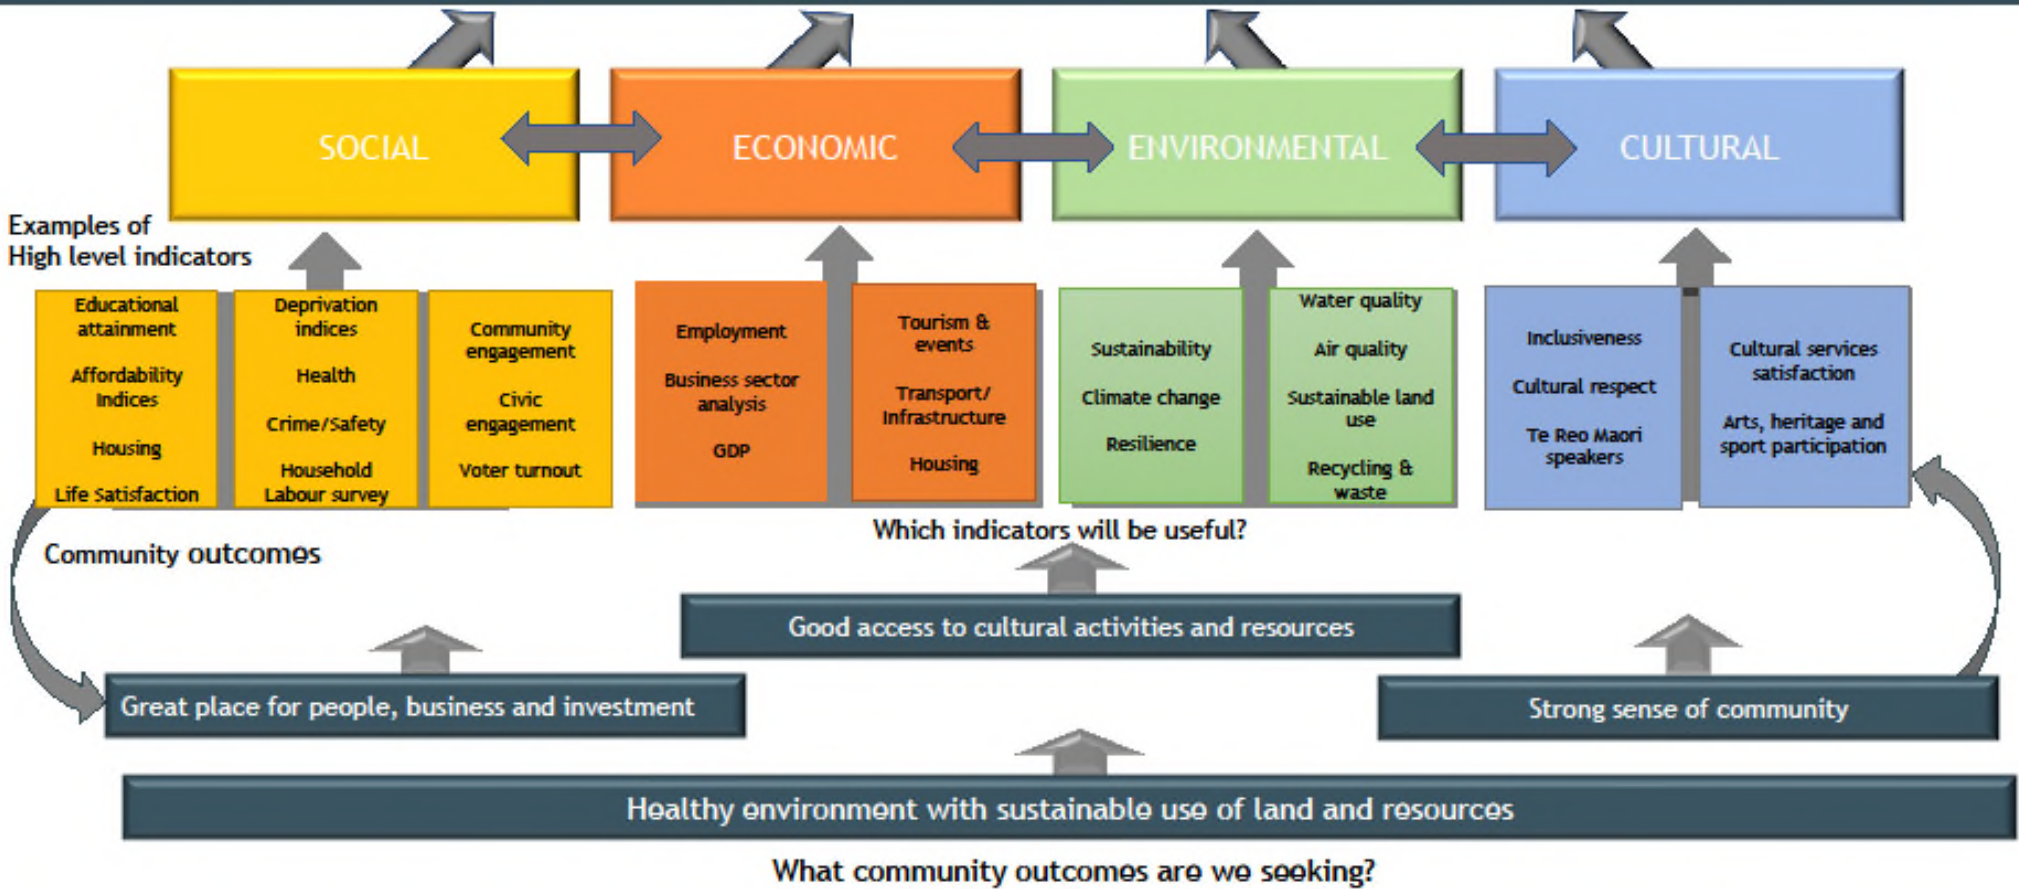 SOCIAL
ECONOMIC
ENVIRONMENTAL
CULTURAL
Examples of
High level indicators
Educational
attainment
Affordability
Indices
Housing
Life Satisfaction
Deprivation
indices
Health
Crime/Safety
Household
Labour survey
Community
engagement
Civic
engagement
Voter turnout
Employment
Business sector
analysis
GDP
Tourism &
events
Transport/
Infrastructure
Housing
Sustainability
Climate change
Resilience
Water quality
Air quality
Sustainable land
use
Recycling &
waste
Inclusiveness
Cultural respect
Te Reo Maori
speakers
Cultural services
satisfaction
Arts, heritage and
sport participation
Which indicators will be useful?
Community outcomes
Good access to cultural activities and resources
Great place for people, business and investment
Strong sense of community
Healthy environment with sustainable use of land and resources
What community outcomes are we seeking?